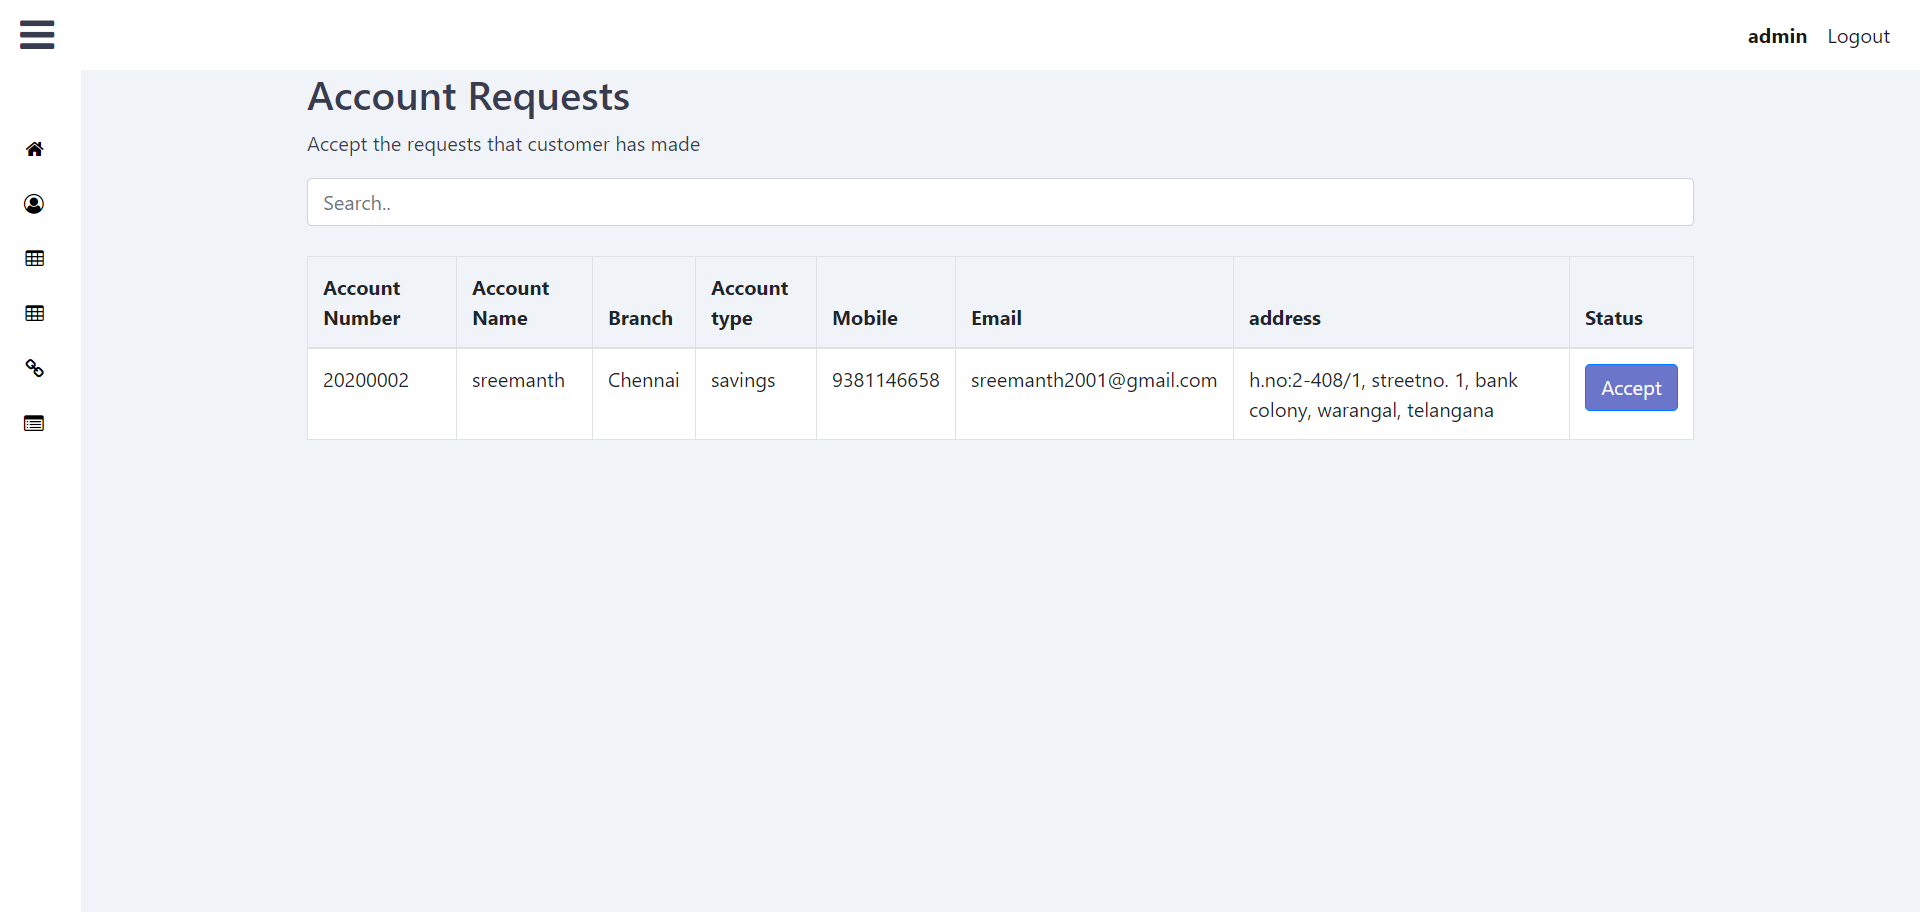 admin Logout
Account Requests
Accept the requests that customer has made
Search..
Account Number Account Name Branch Account type Mobile Email address Status
20200002 sreemanth Chennai savings 9381146658 sreemanth2001@gmail.com h.no:2-408/1, streetno. 1, bank colony, warangal, telangana Accept